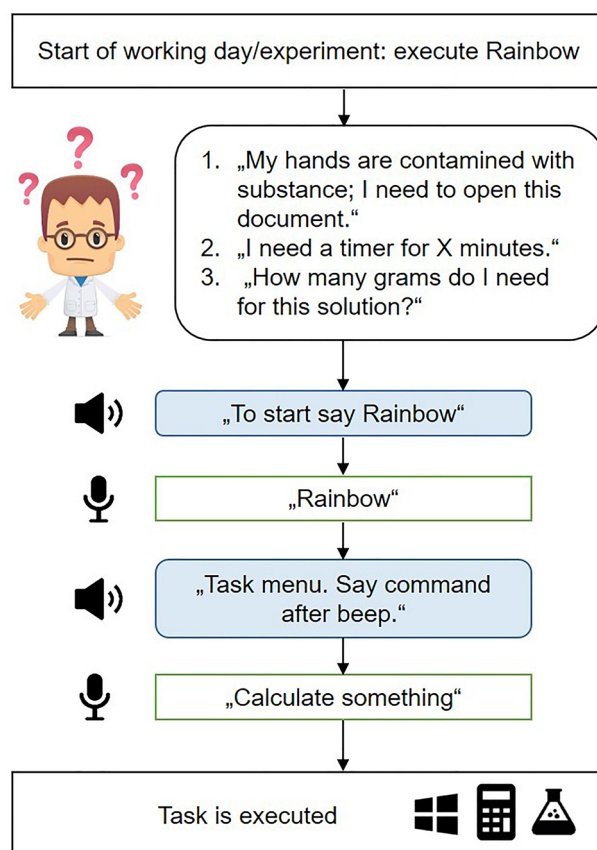 Start of working day/experiment: execute Rainbow
? ? ?
1. „My hands are contaminated with
substance; I need to open this
document.“
2. „I need a timer for X minutes.“
3. „How many grams do I need
for this solution?“
„To start say Rainbow“
„Rainbow“
„Task menu. Say command
after beep.“
„Calculate something“
Task is executed